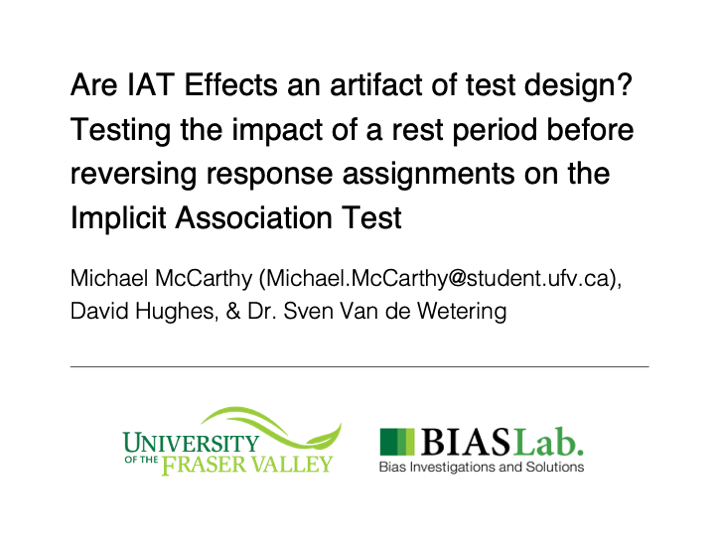 Are IAT Effects an artifact of test design?
Testing the impact of a rest period before
reversing response assignments on the
Implicit Association Test
Michael McCarthy (Michael.McCarthy@student.ufv.ca),
David Hughes, & Dr. Sven Van de Wetering
UNIVERSITY
OF THE FRASER VALLEY
BIASLab.
Bias Investigations and Solutions